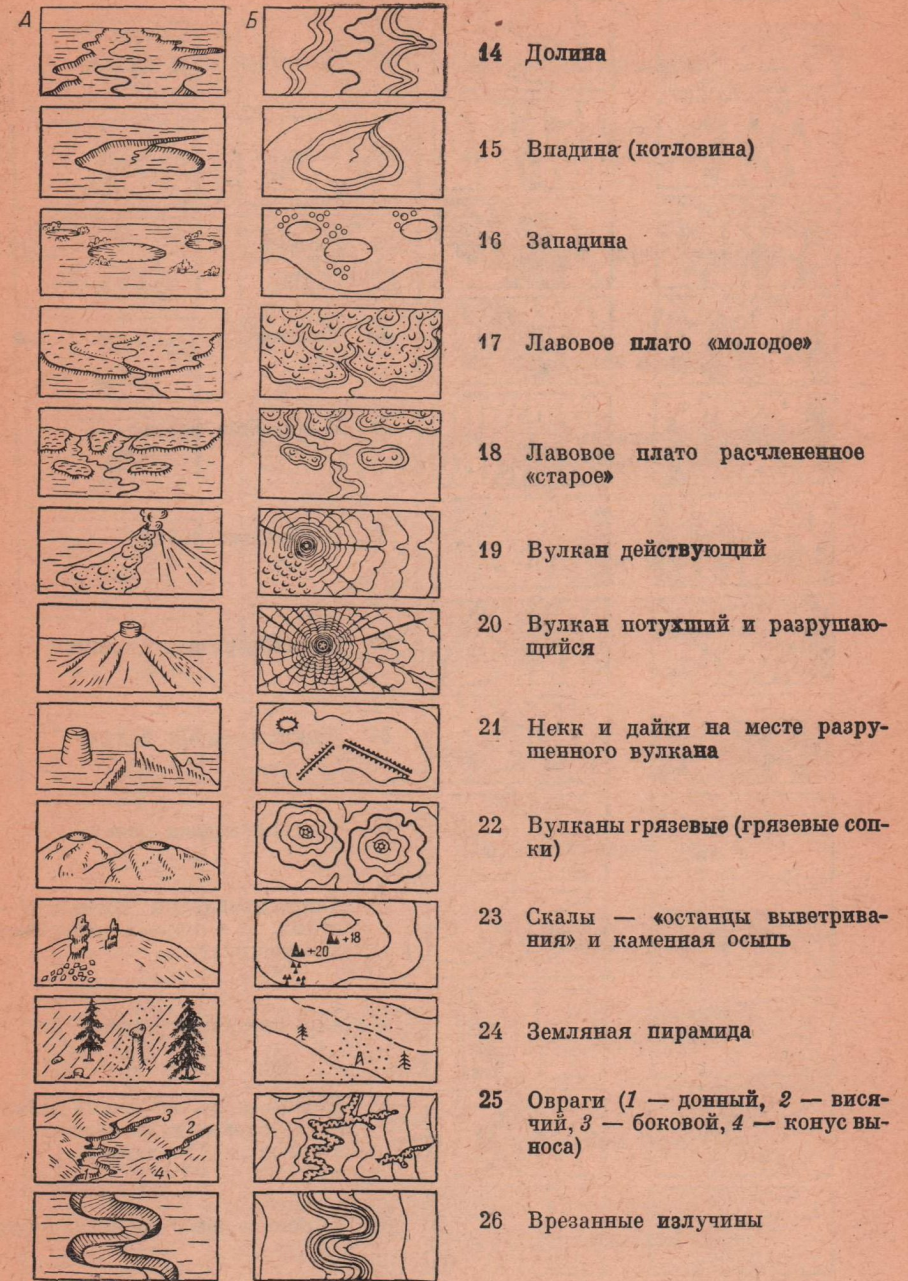 А Б
14 Долина
15 Впадина (котловина)
16 Западина
17 Лавовое плато «молодое»
18 Лавовое плато расчлененное
«старое»
19 Вулкан действующий
20 Вулкан потухший и разрушаю-
щийся
21 Некк и дайки на месте разру-
шенного вулкана
22 Вулканы грязевые (грязевые соп-
ки)
+18
+20
23 Скалы — «останцы выветрива-
ния» и каменная осыпь
24 Земляная пирамида
3
2
4
25 Овраги (1 — донный, 2 — вися-
чий, 3 — боковой, 4 — конус вы-
носа)
26 Врезанные излучины